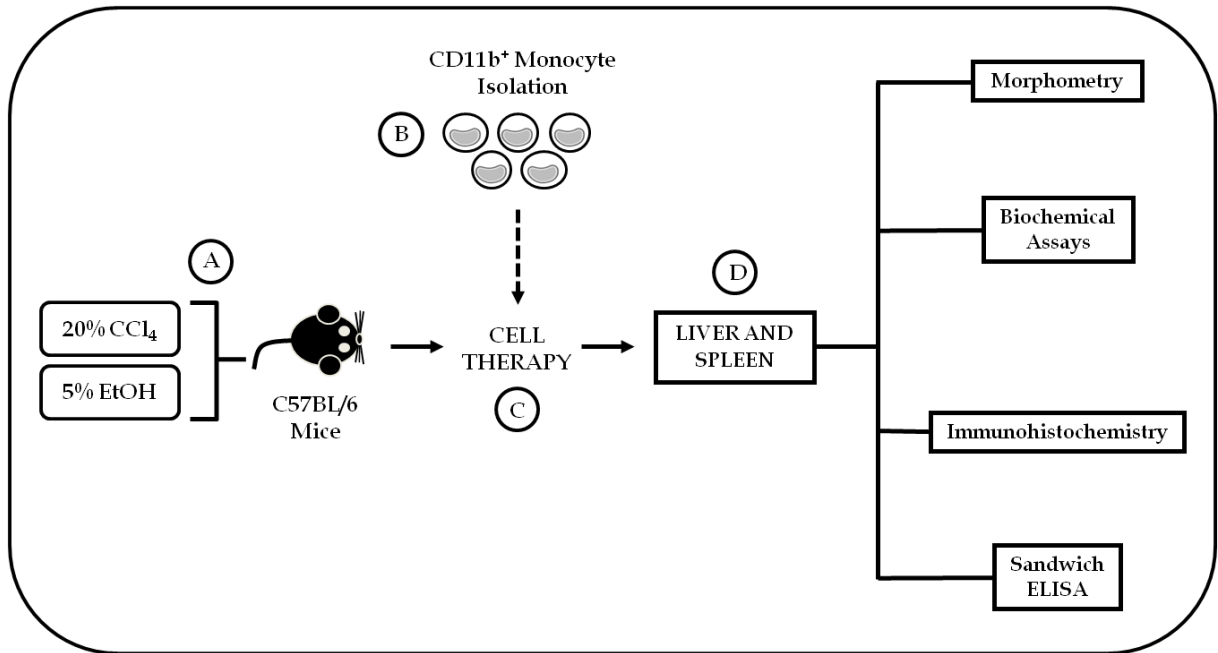 CD11b⁺ Monocyte
Isolation
B
A
20% CCl₄
5% EtOH
C57BL/6
Mice
CELL
THERAPY
C
D
LIVER AND
SPLEEN
Morphometry
Biochemical
Assays
Immunohistochemistry
Sandwich
ELISA